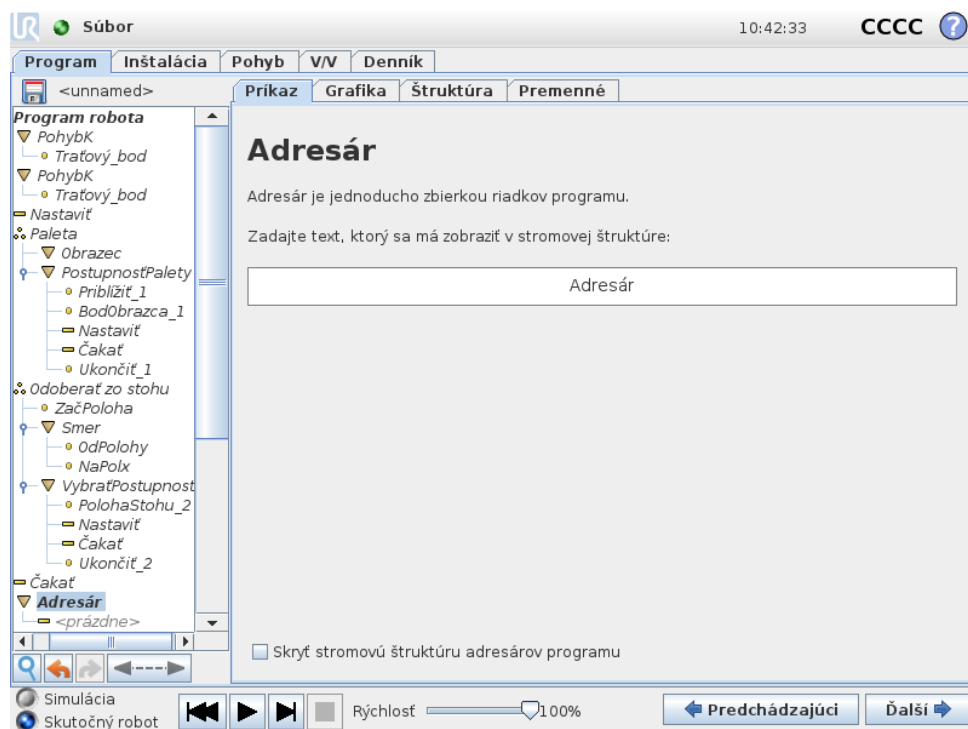 UR Súbor 10:42:33 CCCC ?
Program Inštalácia Pohyb V/V Denník
<unnamed> Príkaz Grafika Štruktúra Premenné
Program robota
PohybK
Traťový_bod
PohybK
Traťový_bod
Nastaviť
Paleta
Obrazec
PostupnosťPalety
Priblížiť_1
BodObrazca_1
Nastaviť
Čakať
Ukončiť_1
Odoberať zo stohu
ZačPoloha
Smer
OdPolohy
NaPolx
VybraťPostupnost
PolohaStohu_2
Nastaviť
Čakať
Ukončiť_2
Čakať
Adresár
<prázdne>
Adresár
Adresár je jednoducho zbierkou riadkov programu.
Zadajte text, ktorý sa má zobraziť v stromovej štruktúre:
Adresár
Skryť stromovú štruktúru adresárov programu
Simulácia
Skutočný robot
Rýchlosť 100%
Predchádzajúci Ďalší